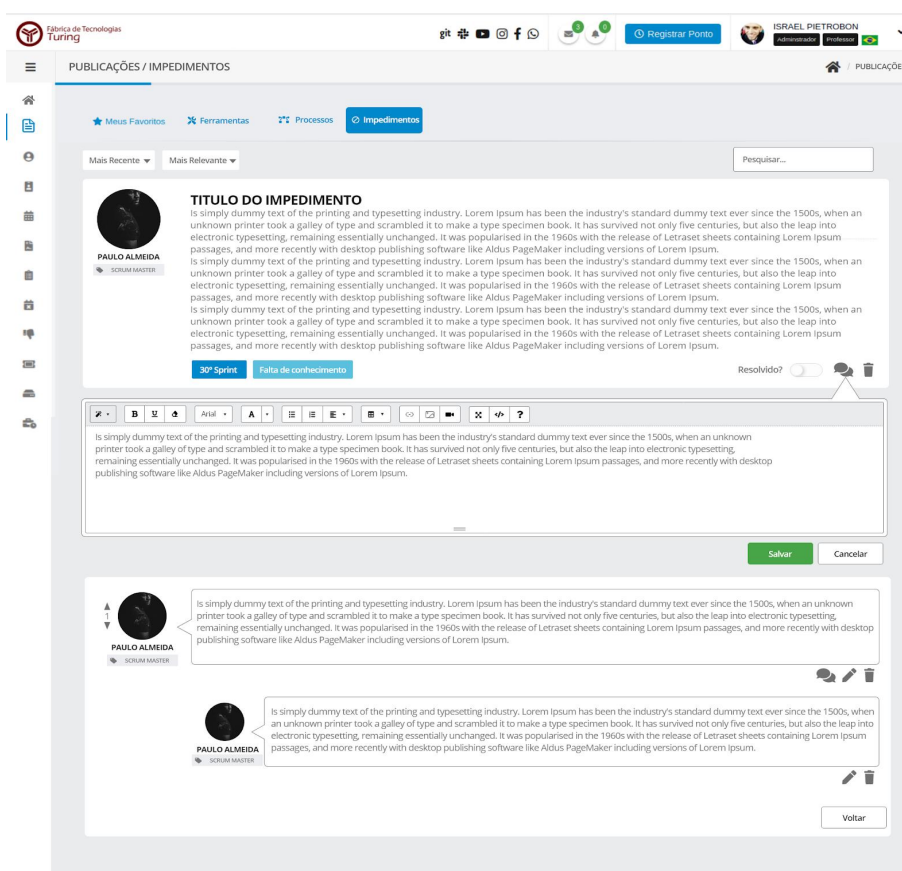 Fábrica de Tecnologias
Turing
git
3
0
Registrar Ponto
ISRAEL PIETROBON
Administrador Professor
PUBLICAÇÕES / IMPEDIMENTOS
/ PUBLICAÇÕE
Meus Favoritos
Ferramentas
Processos
Impedimentos
Mais Recente
Mais Relevante
Pesquisar...
TITULO DO IMPEDIMENTO
Is simply dummy text of the printing and typesetting industry. Lorem Ipsum has been the industry's standard dummy text ever since the 1500s, when an
unknown printer took a galley of type and scrambled it to make a type specimen book. It has survived not only five centuries, but also the leap into
electronic typesetting, remaining essentially unchanged. It was popularised in the 1960s with the release of Letraset sheets containing Lorem Ipsum
passages, and more recently with desktop publishing software like Aldus PageMaker including versions of Lorem Ipsum.
Is simply dummy text of the printing and typesetting industry. Lorem Ipsum has been the industry's standard dummy text ever since the 1500s, when an
unknown printer took a galley of type and scrambled it to make a type specimen book. It has survived not only five centuries, but also the leap into
electronic typesetting, remaining essentially unchanged. It was popularised in the 1960s with the release of Letraset sheets containing Lorem Ipsum
passages, and more recently with desktop publishing software like Aldus PageMaker including versions of Lorem Ipsum.
Is simply dummy text of the printing and typesetting industry. Lorem Ipsum has been the industry's standard dummy text ever since the 1500s, when an
unknown printer took a galley of type and scrambled it to make a type specimen book. It has survived not only five centuries, but also the leap into
electronic typesetting, remaining essentially unchanged. It was popularised in the 1960s with the release of Letraset sheets containing Lorem Ipsum
passages, and more recently with desktop publishing software like Aldus PageMaker including versions of Lorem Ipsum.
PAULO ALMEIDA
SCRUM MASTER
30º Sprint
Falta de conhecimento
Resolvido?
B U Arial A </> ?
Is simply dummy text of the printing and typesetting industry. Lorem Ipsum has been the industry's standard dummy text ever since the 1500s, when an unknown
printer took a galley of type and scrambled it to make a type specimen book. It has survived not only five centuries, but also the leap into electronic typesetting,
remaining essentially unchanged. It was popularised in the 1960s with the release of Letraset sheets containing Lorem Ipsum passages, and more recently with desktop
publishing software like Aldus PageMaker including versions of Lorem Ipsum.
Salvar
Cancelar
1
PAULO ALMEIDA
SCRUM MASTER
Is simply dummy text of the printing and typesetting industry. Lorem Ipsum has been the industry's standard dummy text ever since the 1500s, when an unknown
printer took a galley of type and scrambled it to make a type specimen book. It has survived not only five centuries, but also the leap into electronic typesetting,
remaining essentially unchanged. It was popularised in the 1960s with the release of Letraset sheets containing Lorem Ipsum passages, and more recently with desktop
publishing software like Aldus PageMaker including versions of Lorem Ipsum.
PAULO ALMEIDA
SCRUM MASTER
Is simply dummy text of the printing and typesetting industry. Lorem Ipsum has been the industry's standard dummy text ever since the 1500s, when
an unknown printer took a galley of type and scrambled it to make a type specimen book. It has survived not only five centuries, but also the leap into
electronic typesetting, remaining essentially unchanged. It was popularised in the 1960s with the release of Letraset sheets containing Lorem Ipsum
passages, and more recently with desktop publishing software like Aldus PageMaker including versions of Lorem Ipsum.
Voltar